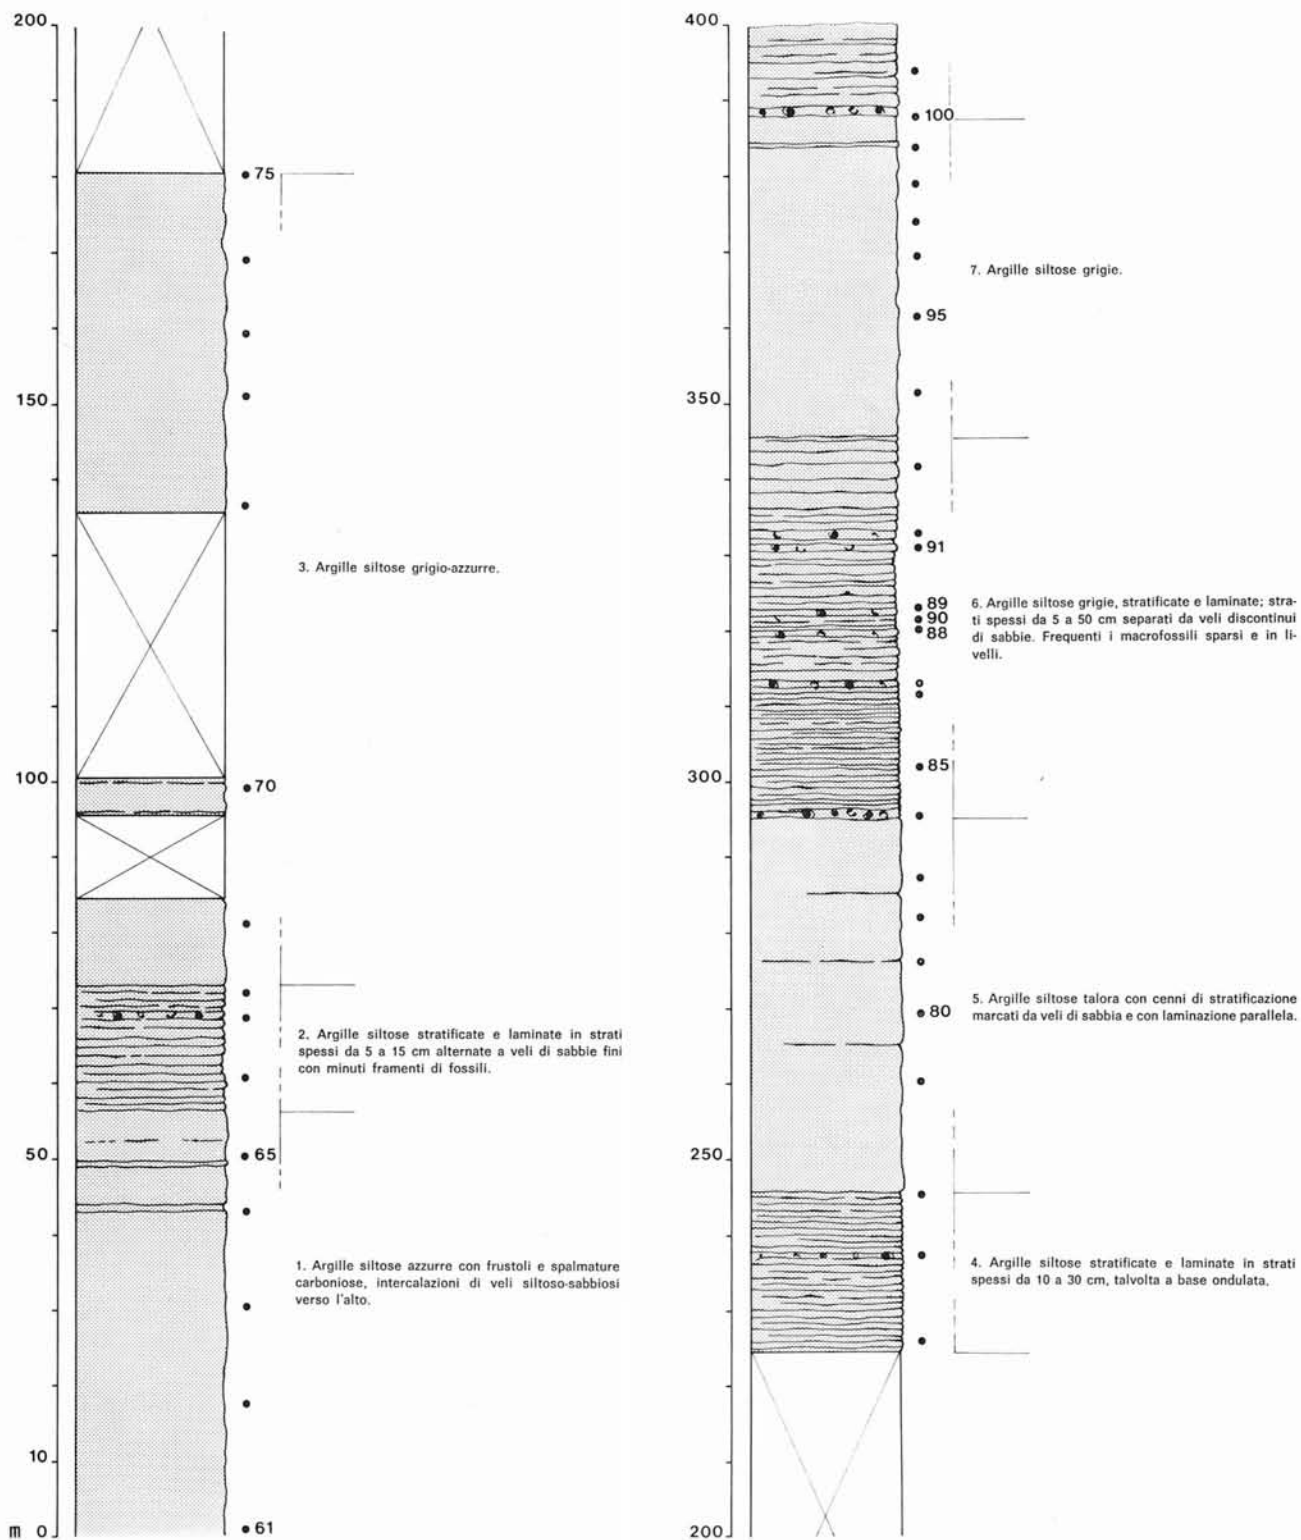 200
75
150
3. Argille siltose grigio-azzurre.
100
70
2. Argille siltose stratificate e laminate in strati
spessi da 5 a 15 cm alternate a veli di sabbie fini
con minuti framenti di fossili.
50
65
1. Argille siltose azzurre con frustoli e spalmature
carboniose, intercalazioni di veli siltoso-sabbiosi
verso l'alto.
10
m 0
61
400
100
7. Argille siltose grigie.
95
350
91
89
90
88
6. Argille siltose grigie, stratificate e laminate; stra-
ti spessi da 5 a 50 cm separati da veli discontinui
di sabbie. Frequenti i macrofossili sparsi e in li-
velli.
85
300
5. Argille siltose talora con cenni di stratificazione
marcati da veli di sabbia e con laminazione parallela.
80
250
4. Argille siltose stratificate e laminate in strati
spessi da 10 a 30 cm, talvolta a base ondulata.
200